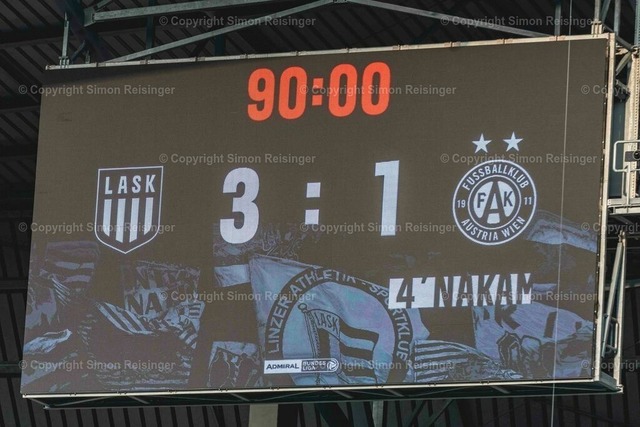 90:00
LASK
3 : 1
FUSSBALLKLUB
19 FAK 11
AUSTRIA WIEN
4' NAKAM
LINZER ATHLETIK-SPORTKLUB
LASK
ADMIRAL BUNDESLIGA
© Copyright Simon Reisinger